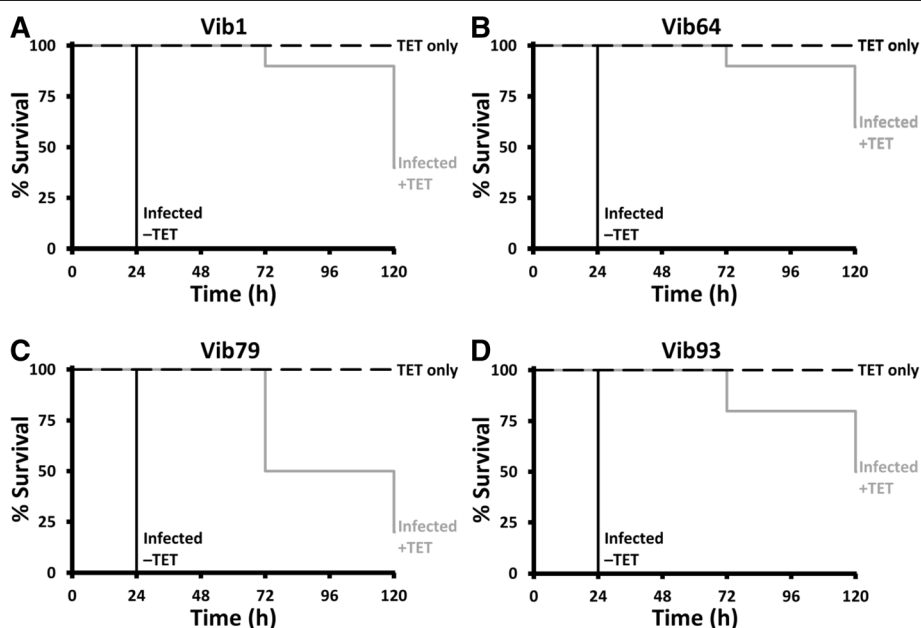 A
Vib1
% Survival
100
75
50
25
0
TET only
Infected
+TET
Infected
–TET
0 24 48 72 96 120
Time (h)
B
Vib64
% Survival
100
75
50
25
0
TET only
Infected
+TET
Infected
–TET
0 24 48 72 96 120
Time (h)
C
Vib79
% Survival
100
75
50
25
0
TET only
Infected
+TET
Infected
–TET
0 24 48 72 96 120
Time (h)
D
Vib93
% Survival
100
75
50
25
0
TET only
Infected
+TET
Infected
–TET
0 24 48 72 96 120
Time (h)